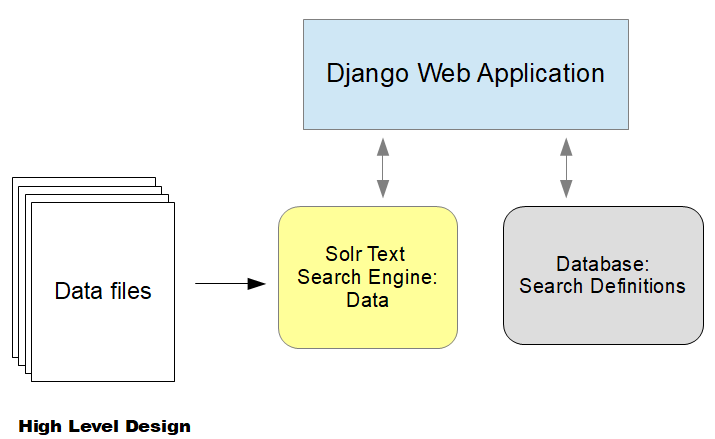 Django Web Application
Data files
Solr Text
Search Engine:
Data
Database:
Search Definitions
High Level Design